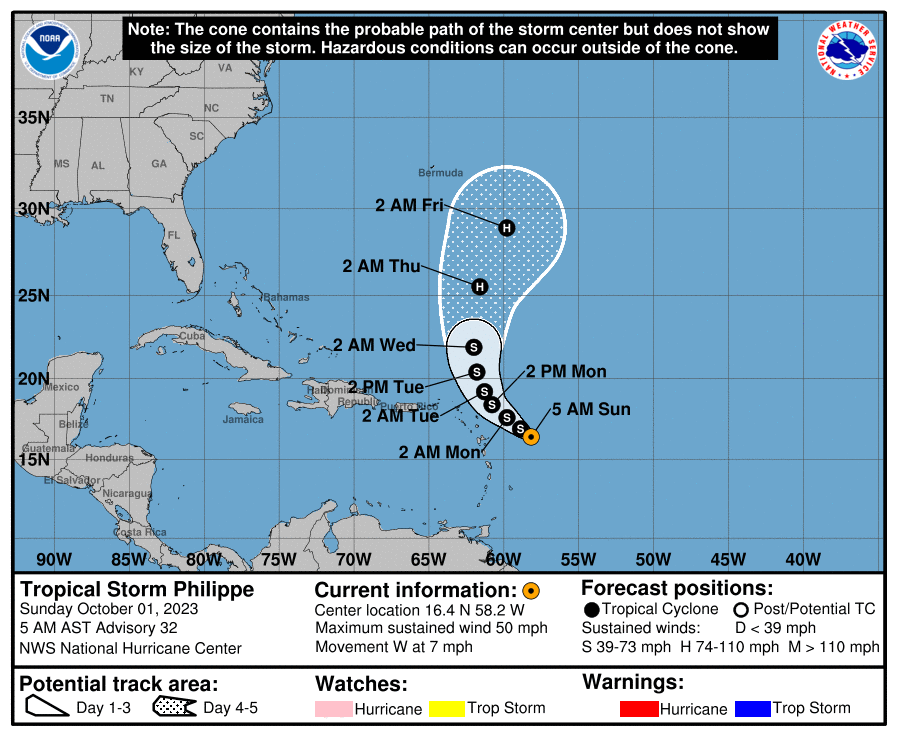 Note: The cone contains the probable path of the storm center but does not show
the size of the storm. Hazardous conditions can occur outside of the cone.
NOAA
NATIONAL WEATHER SERVICE
KY
VA
TN
NC
35N
SC
MS
AL
GA
Bermuda
30N
2 AM Fri
H
FL
2 AM Thu
H
25N
Bahamas
Cuba
2 AM Wed
S
20N
Mexico
2 PM Tue
S
2 PM Mon
Dominican
Republic
Puerto Rico
S
2 AM Tue
S
5 AM Sun
Jamaica
Belize
S
S
2 AM Mon
Guatemala
15N
Honduras
El Salvador
Nicaragua
Costa Rica
90W 85W 80W 75W 70W 65W 60W 55W 50W 45W 40W
Tropical Storm Philippe
Sunday October 01, 2023
5 AM AST Advisory 32
NWS National Hurricane Center
Current information:
Center location 16.4 N 58.2 W
Maximum sustained wind 50 mph
Movement W at 7 mph
Forecast positions:
Tropical Cyclone Post/Potential TC
Sustained winds: D < 39 mph
S 39-73 mph H 74-110 mph M > 110 mph
Potential track area:
Day 1-3 Day 4-5
Watches:
Hurricane Trop Storm
Warnings:
Hurricane Trop Storm